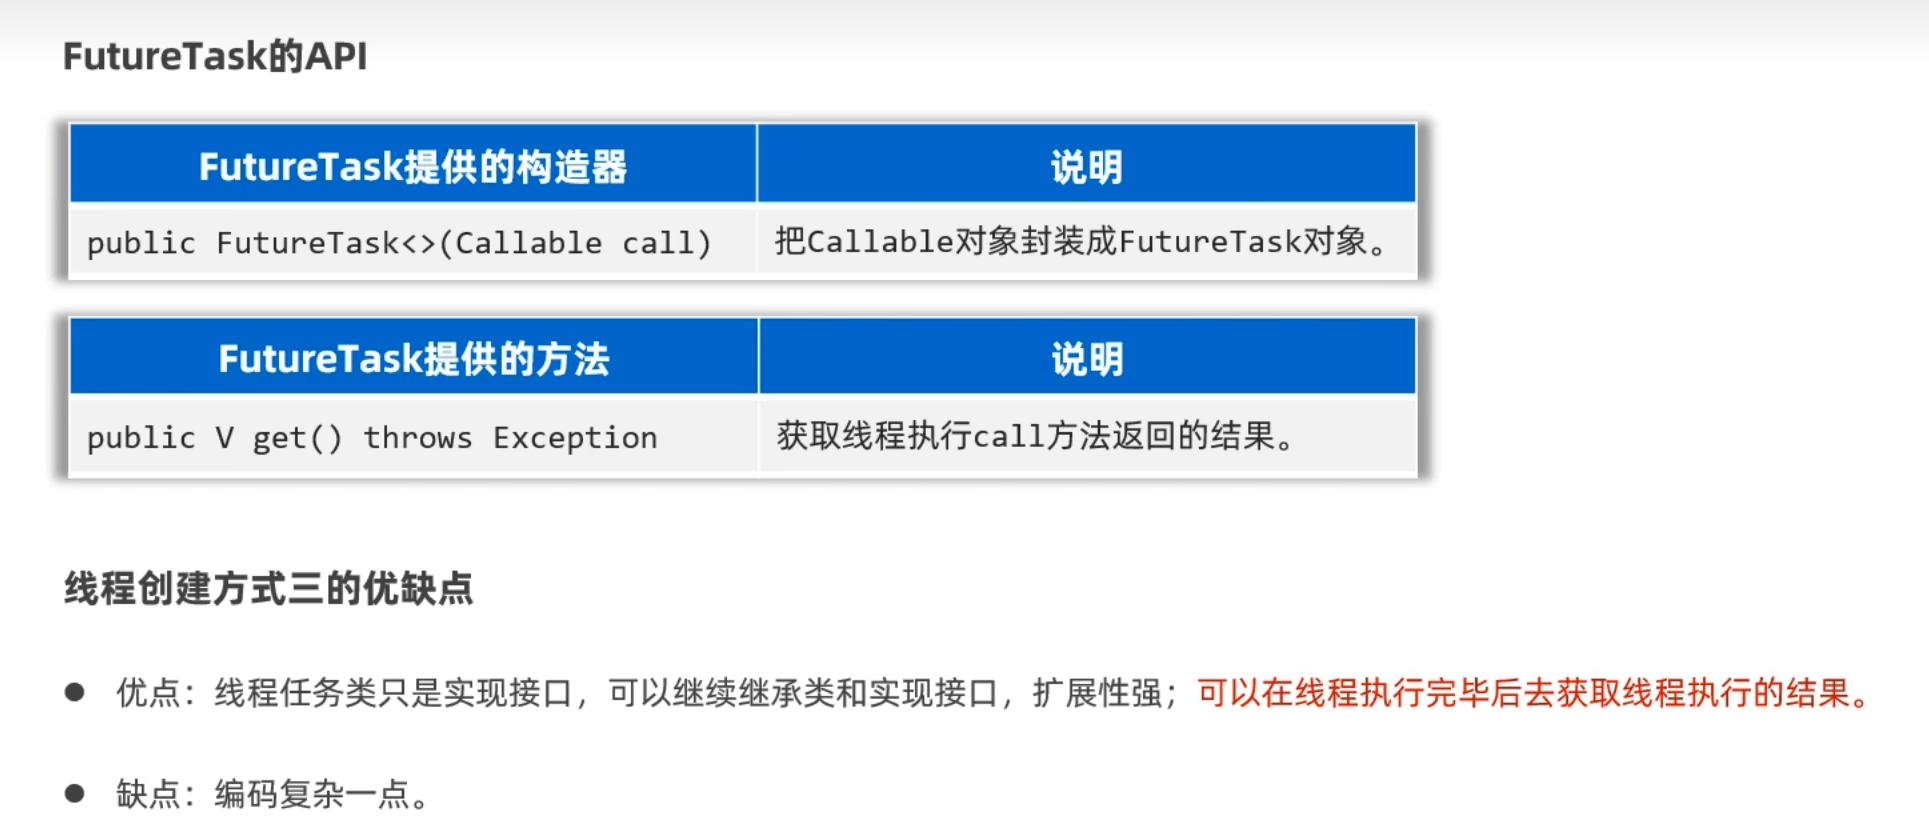 FutureTask的API
FutureTask提供的构造器 说明
public FutureTask<>(Callable call) 把Callable对象封装成FutureTask对象。
FutureTask提供的方法 说明
public V get() throws Exception 获取线程执行call方法返回的结果。
线程创建方式三的优缺点
● 优点：线程任务类只是实现接口，可以继续继承类和实现接口，扩展性强；可以在线程执行完毕后去获取线程执行的结果。
● 缺点：编码复杂一点。